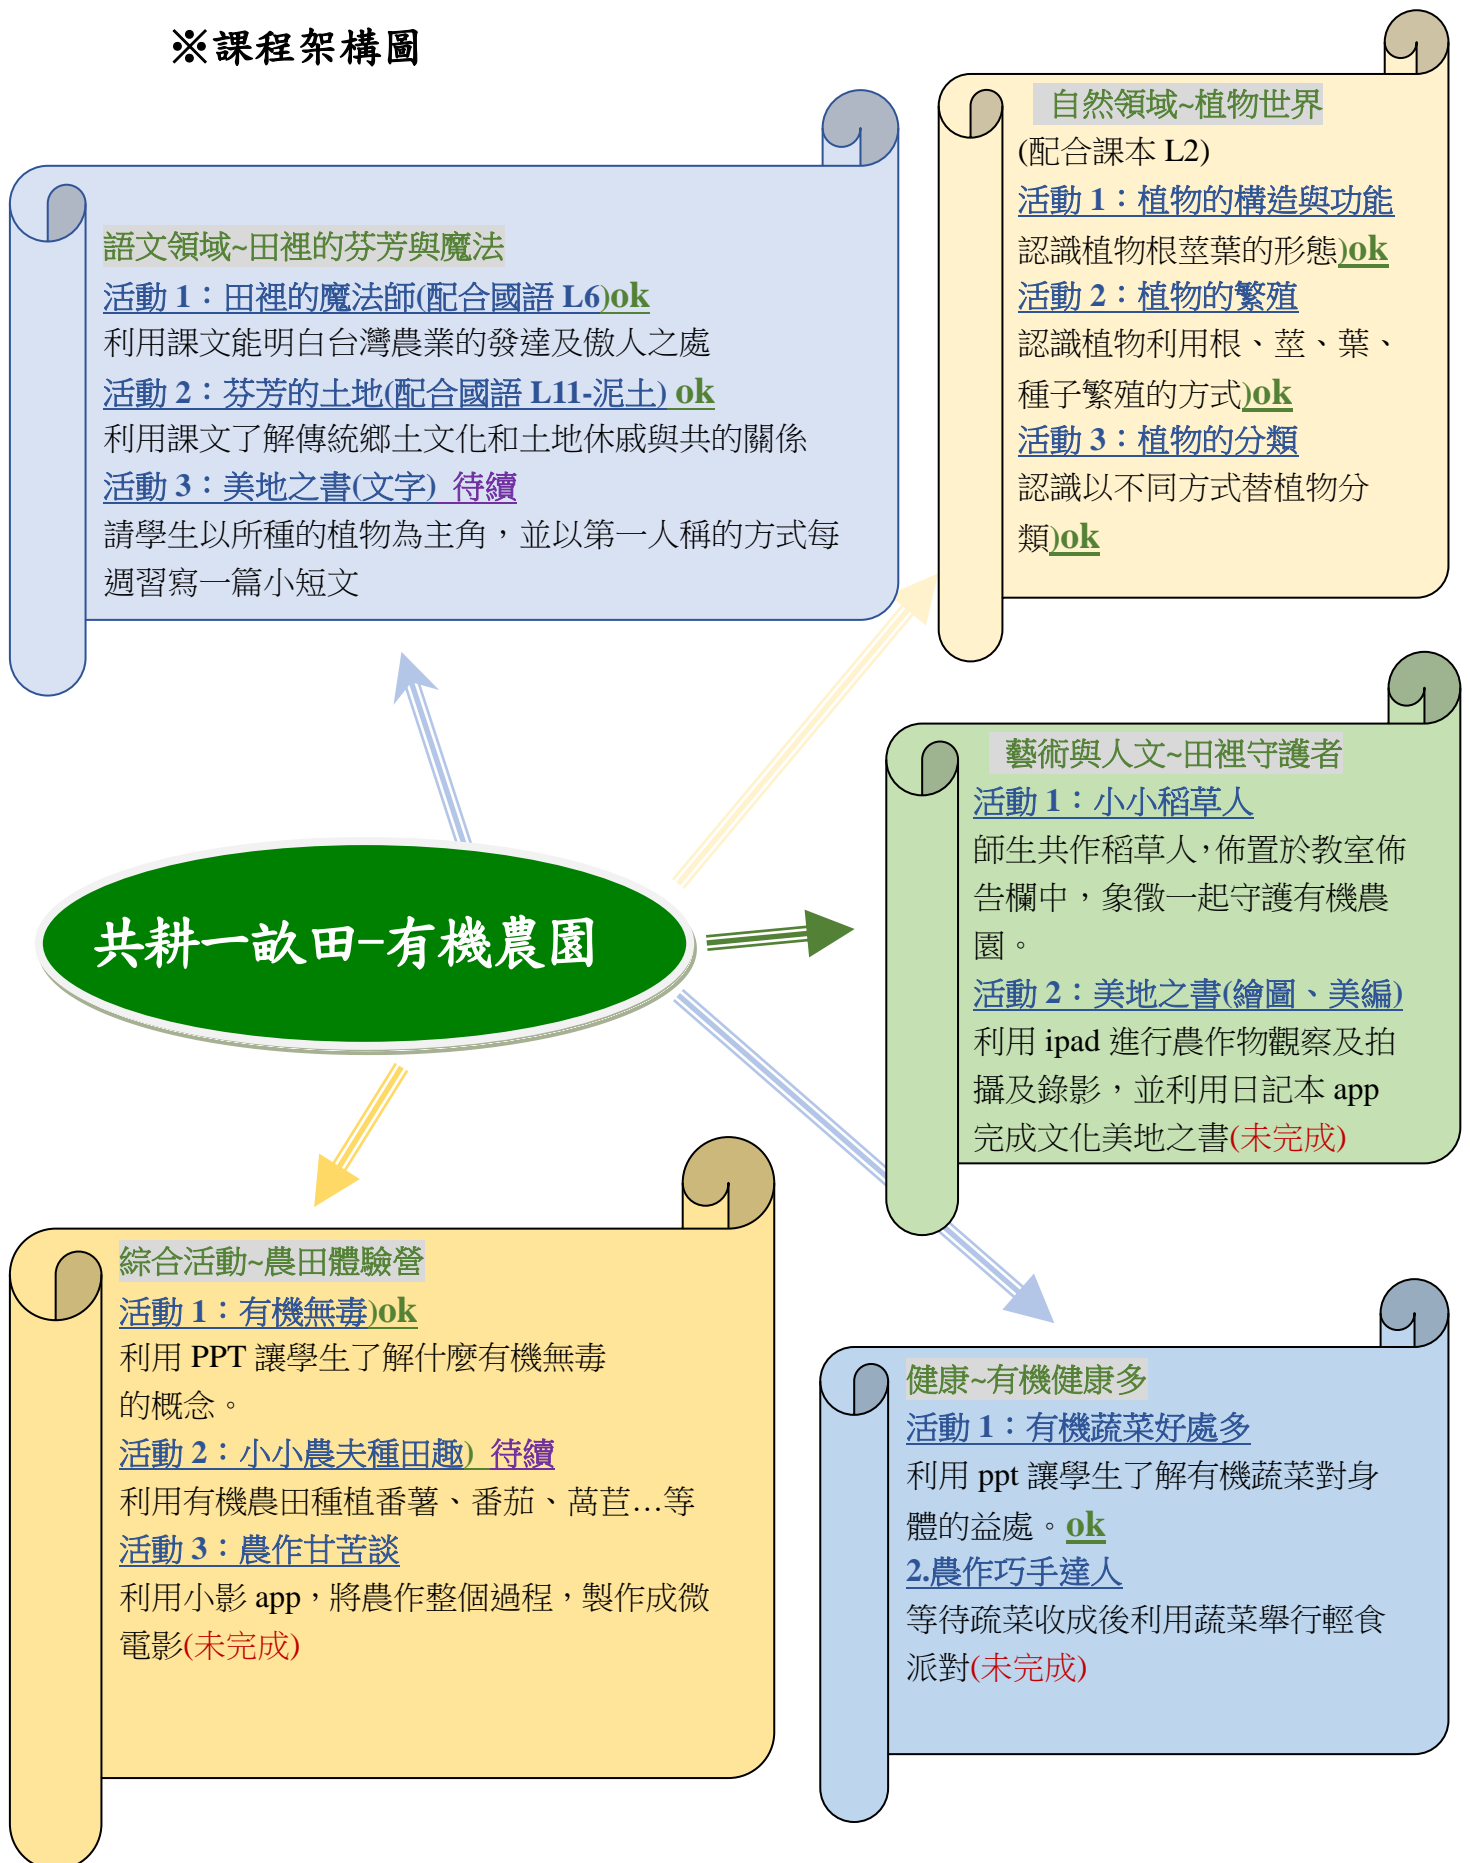 ※課程架構圖
語文領域~田裡的芬芳與魔法
活動 1：田裡的魔法師(配合國語 L6)ok
利用課文能明白台灣農業的發達及傲人之處
活動 2：芬芳的土地(配合國語 L11-泥土) ok
利用課文了解傳統鄉土文化和土地休戚與共的關係
活動 3：美地之書(文字) 待續
請學生以所種的植物為主角，並以第一人稱的方式每
週習寫一篇小短文
自然領域~植物世界
(配合課本 L2)
活動 1：植物的構造與功能
認識植物根莖葉的形態)ok
活動 2：植物的繁殖
認識植物利用根、莖、葉、
種子繁殖的方式)ok
活動 3：植物的分類
認識以不同方式替植物分
類)ok
藝術與人文~田裡守護者
活動 1：小小稻草人
師生共作稻草人,佈置於教室佈
告欄中，象徵一起守護有機農
園。
活動 2：美地之書(繪圖、美編)
利用 ipad 進行農作物觀察及拍
攝及錄影，並利用日記本 app
完成文化美地之書(未完成)
共耕一畝田-有機農園
綜合活動~農田體驗營
活動 1：有機無毒)ok
利用 PPT 讓學生了解什麼有機無毒
的概念。
活動 2：小小農夫種田趣) 待續
利用有機農田種植番薯、番茄、萵苣…等
活動 3：農作甘苦談
利用小影 app，將農作整個過程，製作成微
電影(未完成)
健康~有機健康多
活動 1：有機蔬菜好處多
利用 ppt 讓學生了解有機蔬菜對身
體的益處。ok
2.農作巧手達人
等待疏菜收成後利用蔬菜舉行輕食
派對(未完成)